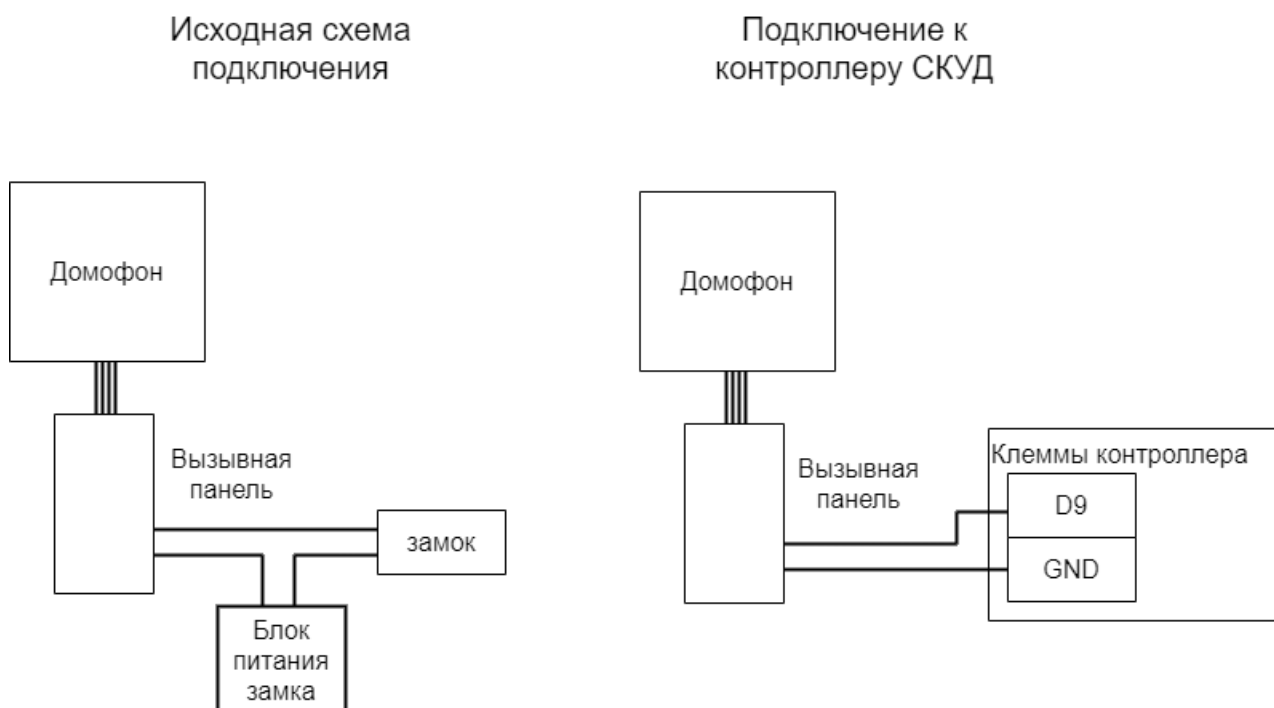 Исходная схема
подключения
Подключение к
контроллеру СКУД
Домофон
Вызывная
панель
замок
Блок
питания
замка
Домофон
Вызывная
панель
Клеммы контроллера
D9
GND